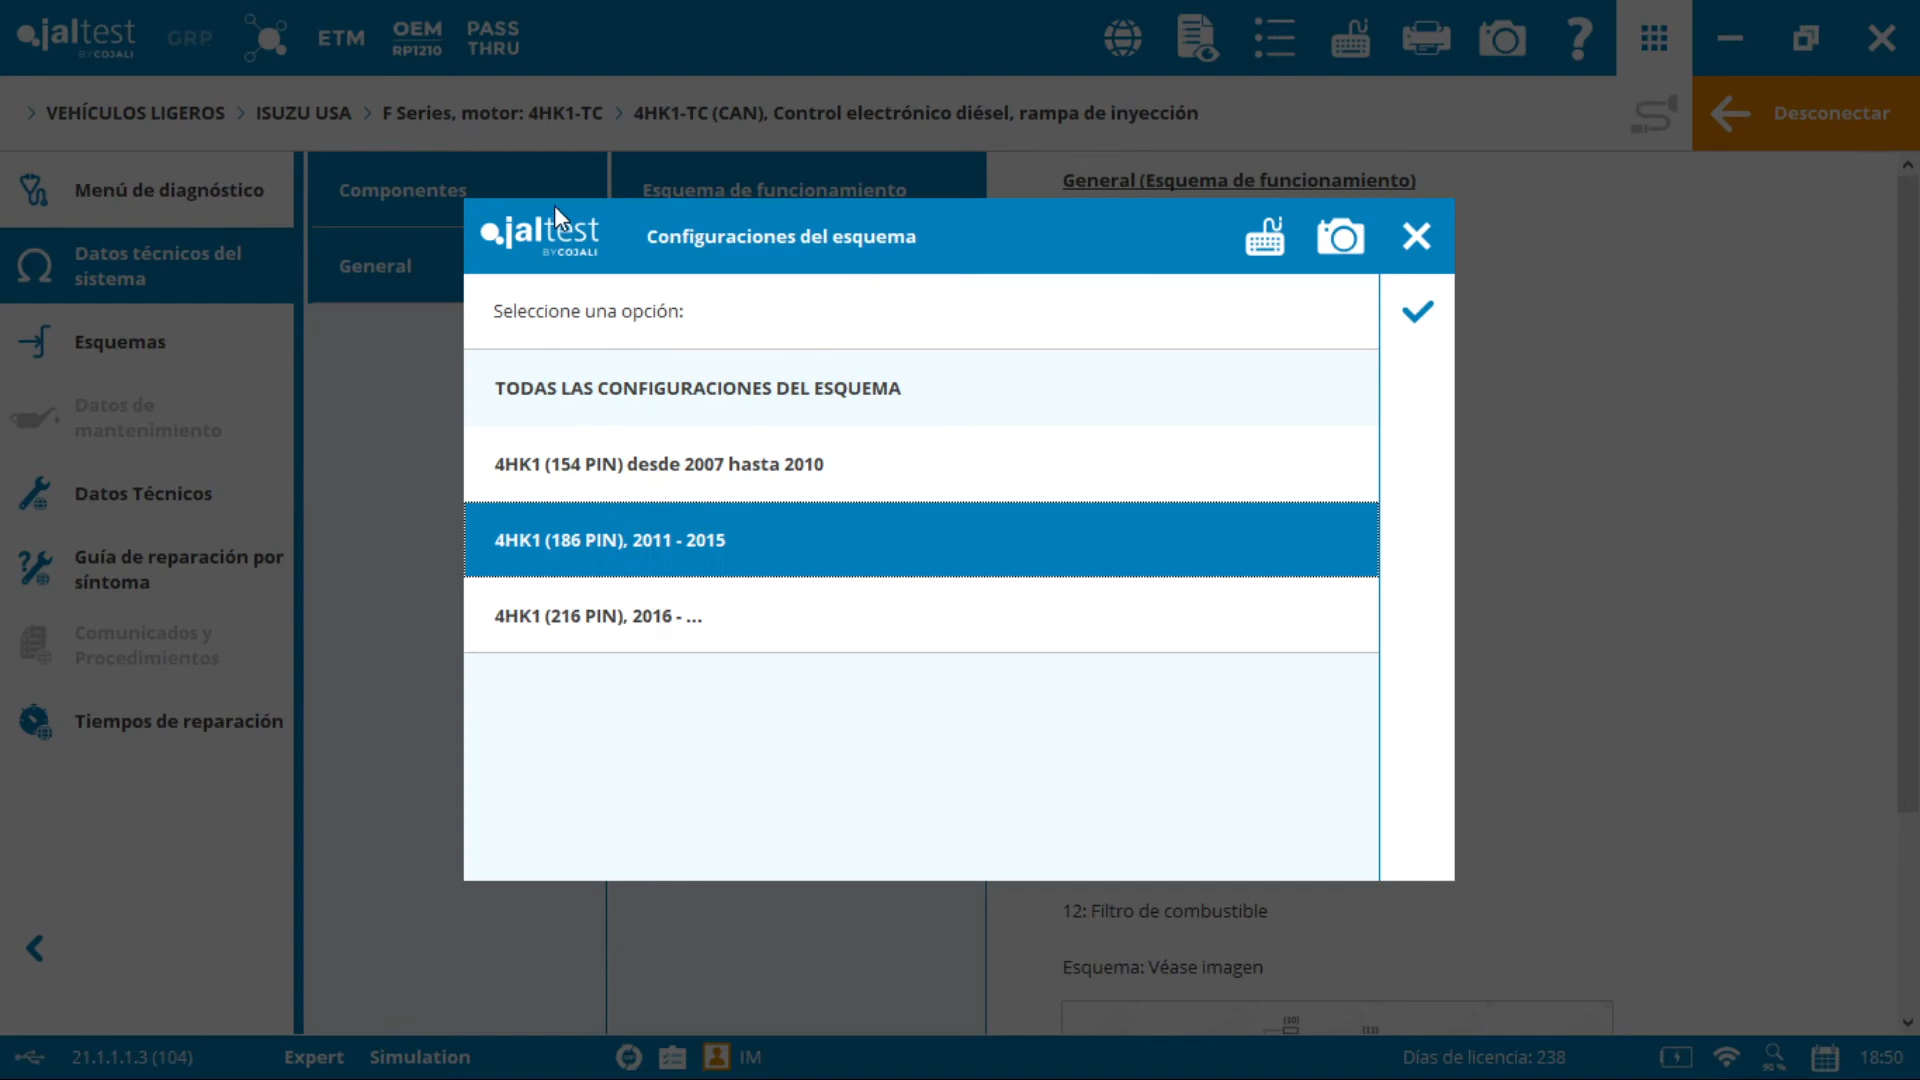 jaltest
BY COJALI
GRP
ETM
OEM
RP1210
PASS
THRU
> VEHÍCULOS LIGEROS > ISUZU USA > F Series, motor: 4HK1-TC > 4HK1-TC (CAN), Control electrónico diésel, rampa de inyección
Desconectar
Menú de diagnóstico
Datos técnicos del
sistema
Esquemas
Datos de
mantenimiento
Datos Técnicos
Guía de reparación por
síntoma
Comunicados y
Procedimientos
Tiempos de reparación
Componentes
General
Esquema de funcionamiento
General (Esquema de funcionamiento)
jaltest
BY COJALI
Configuraciones del esquema
Seleccione una opción:
TODAS LAS CONFIGURACIONES DEL ESQUEMA
4HK1 (154 PIN) desde 2007 hasta 2010
4HK1 (186 PIN), 2011 - 2015
4HK1 (216 PIN), 2016 - ...
12: Filtro de combustible
Esquema: Véase imagen
(10)
(11)
21.1.1.1.3 (104)
Expert
Simulation
IM
Días de licencia: 238
90 %
18:50